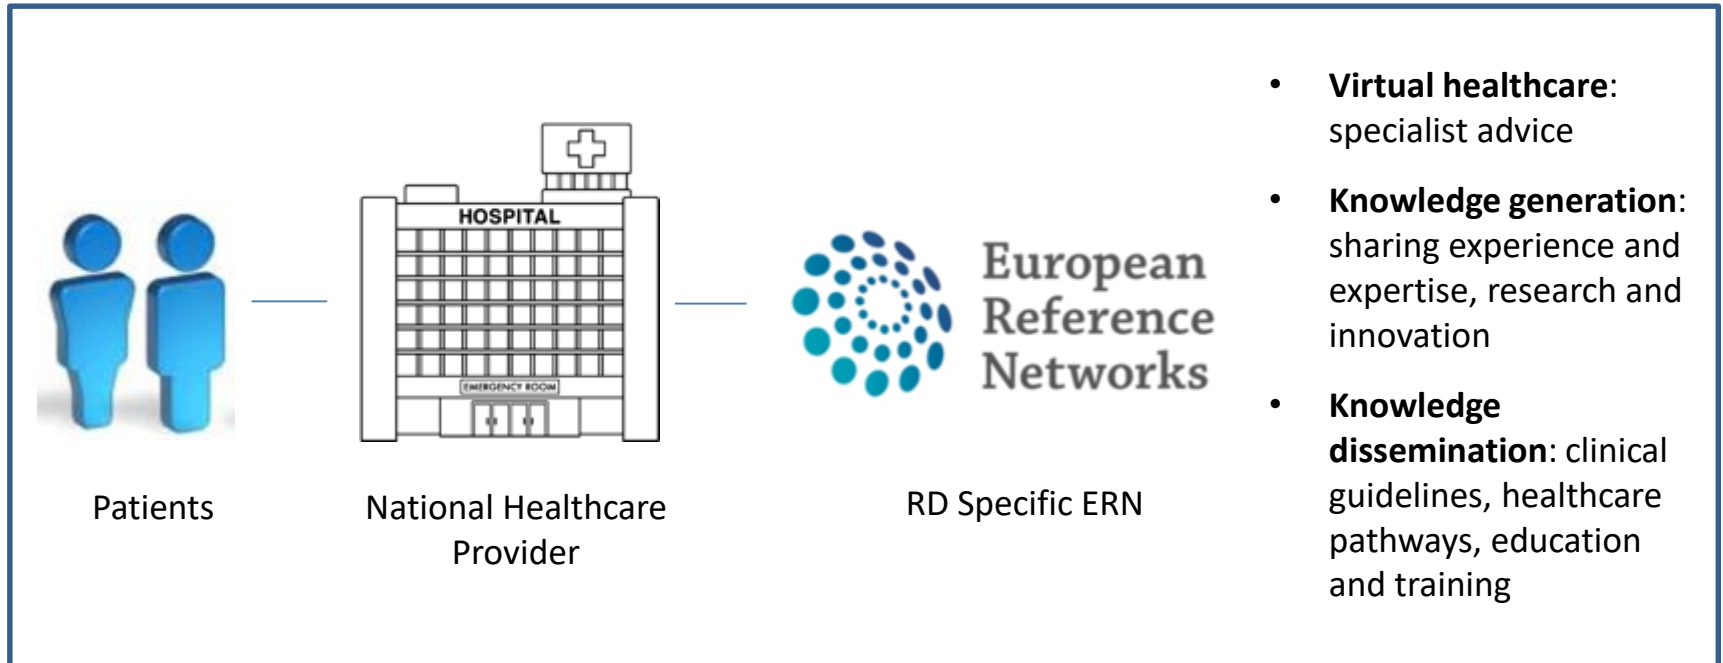 HOSPITAL
EMERGENCY ROOM
Patients
National Healthcare
Provider
European
Reference
Networks
RD Specific ERN
• Virtual healthcare:
specialist advice
• Knowledge generation:
sharing experience and
expertise, research and
innovation
• Knowledge
dissemination: clinical
guidelines, healthcare
pathways, education
and training